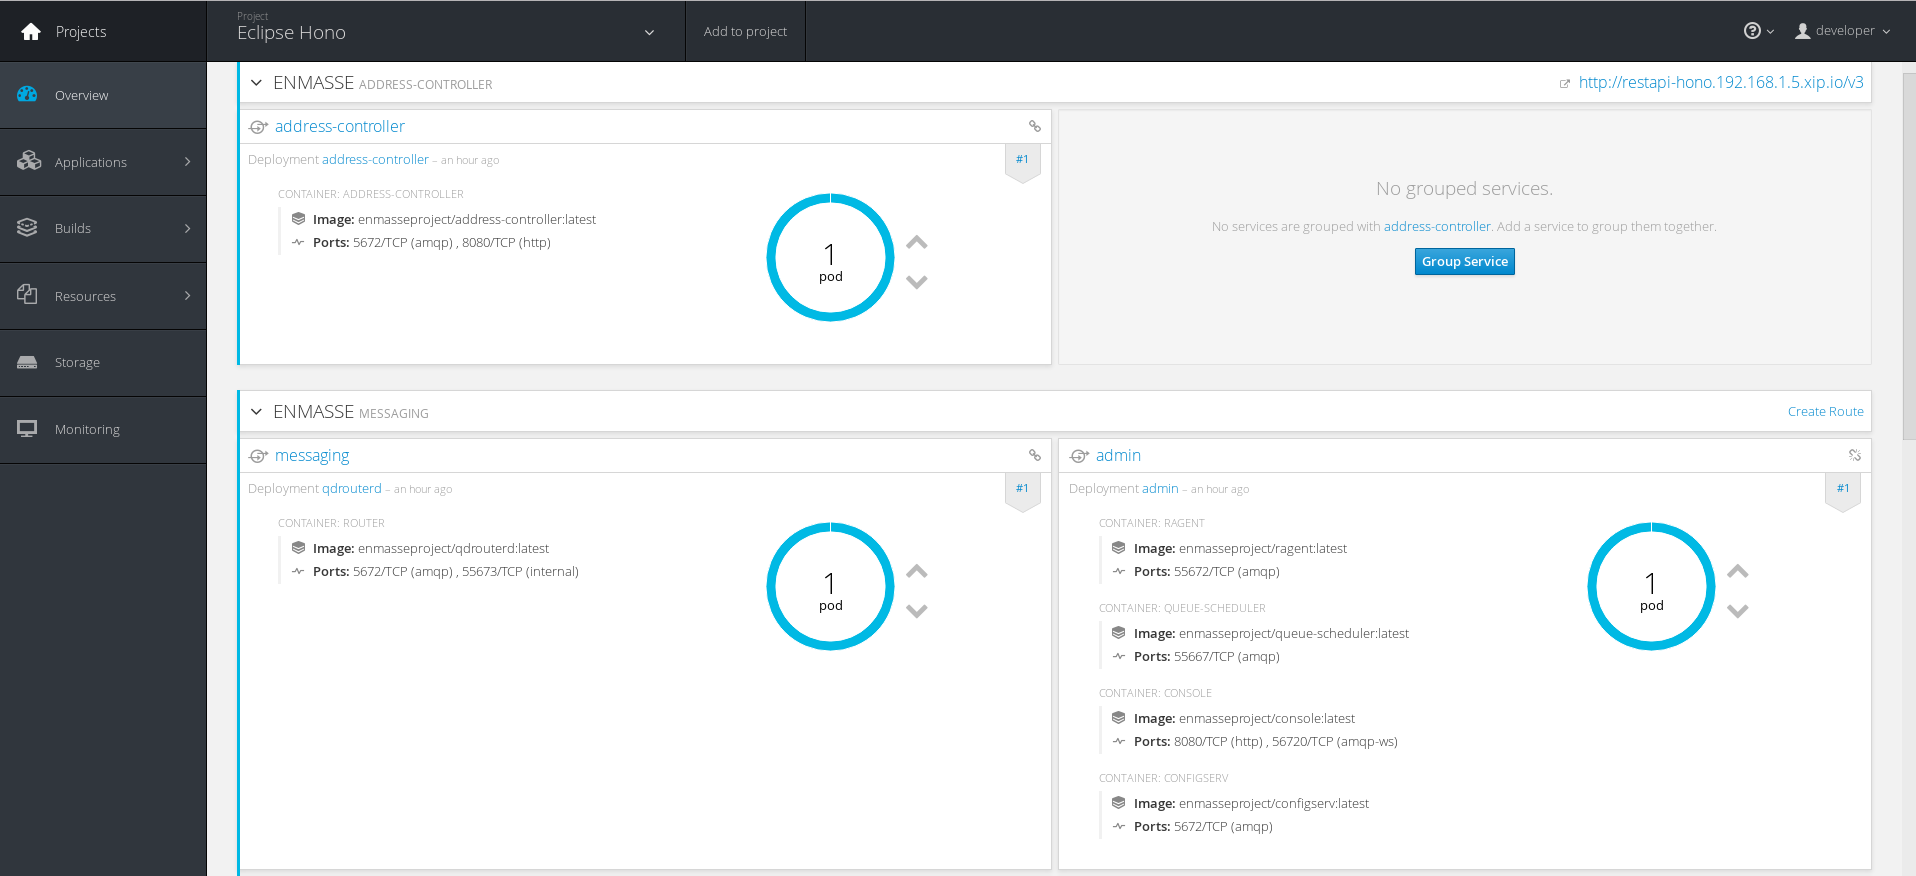 Projects
Project
Eclipse Hono
Add to project
developer
Overview
Applications
Builds
Resources
Storage
Monitoring
ENMASSE ADDRESS-CONTROLLER
http://restapi-hono.192.168.1.5.xip.io/v3
address-controller
Deployment address-controller – an hour ago
#1
CONTAINER: ADDRESS-CONTROLLER
Image: enmasseproject/address-controller:latest
Ports: 5672/TCP (amqp) , 8080/TCP (http)
1
pod
No grouped services.
No services are grouped with address-controller. Add a service to group them together.
Group Service
ENMASSE MESSAGING
Create Route
messaging
Deployment qdrouterd – an hour ago
#1
CONTAINER: ROUTER
Image: enmasseproject/qdrouterd:latest
Ports: 5672/TCP (amqp) , 55673/TCP (internal)
1
pod
admin
Deployment admin – an hour ago
#1
CONTAINER: RAGENT
Image: enmasseproject/ragent:latest
Ports: 55672/TCP (amqp)
1
pod
CONTAINER: QUEUE-SCHEDULER
Image: enmasseproject/queue-scheduler:latest
Ports: 55667/TCP (amqp)
CONTAINER: CONSOLE
Image: enmasseproject/console:latest
Ports: 8080/TCP (http) , 56720/TCP (amqp-ws)
CONTAINER: CONFIGSERV
Image: enmasseproject/configserv:latest
Ports: 5672/TCP (amqp)